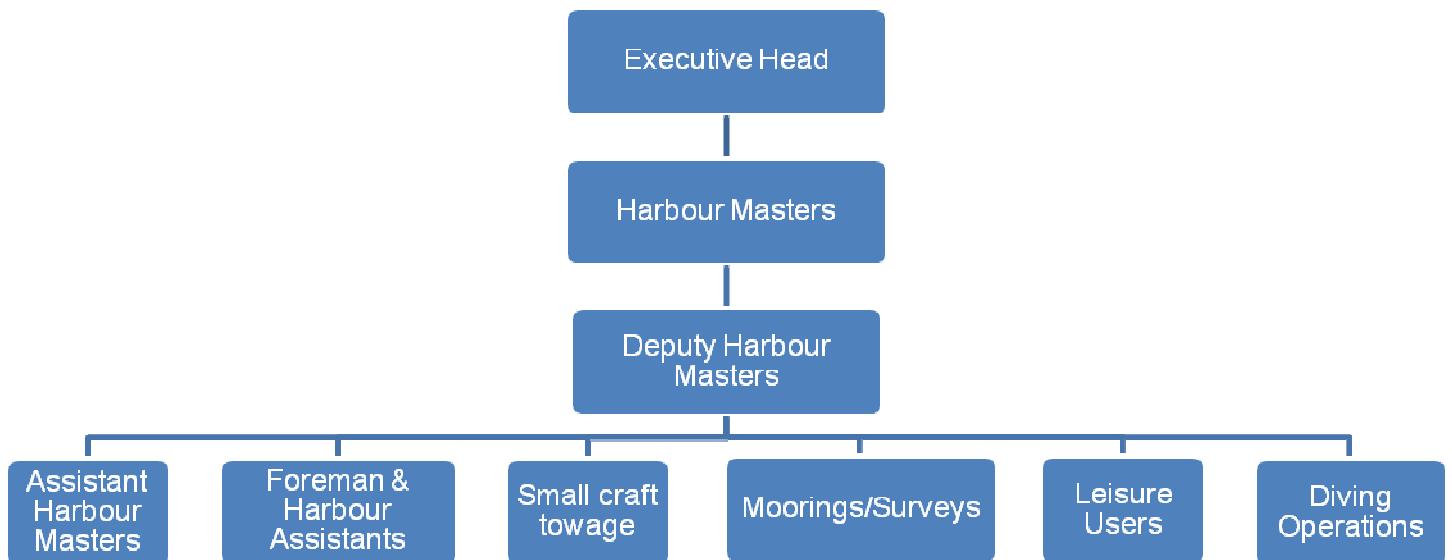 Executive Head
Harbour Masters
Deputy Harbour
Masters
Assistant
Harbour
Masters
Foreman &
Harbour
Assistants
Small craft
towage
Moorings/Surveys
Leisure
Users
Diving
Operations